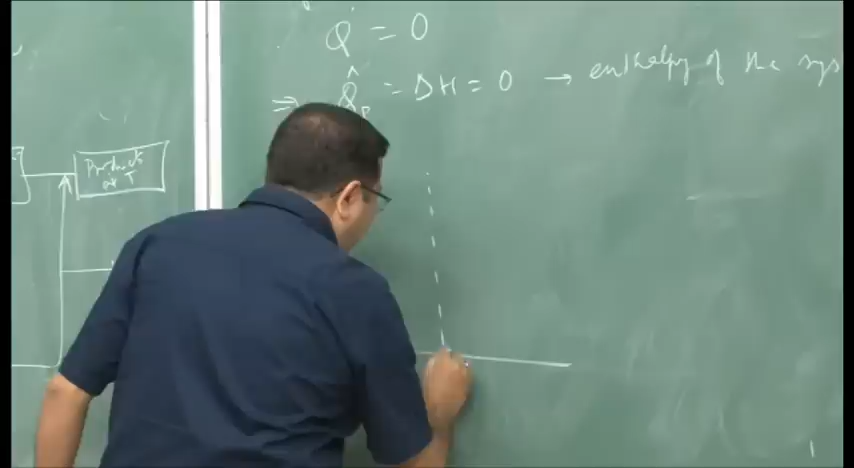 Q = 0
⇒ Q̂p = ΔH = 0 → enthalpy of the sys
Products
at T